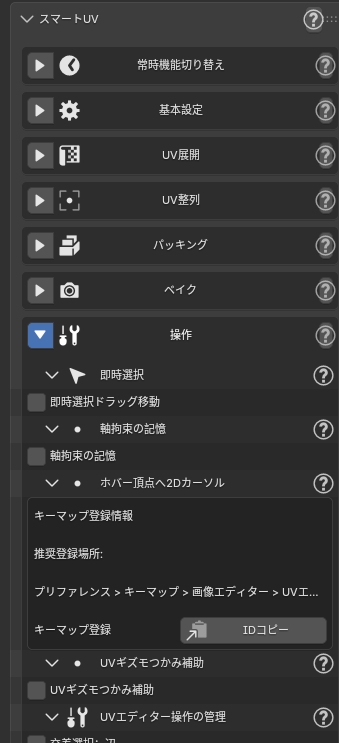 スマートUV
常時機能切り替え
基本設定
UV展開
UV整列
パッキング
ベイク
操作
即時選択
即時選択ドラッグ移動
軸拘束の記憶
軸拘束の記憶
ホバー頂点へ2Dカーソル
キーマップ登録情報
推奨登録場所:
プリファレンス > キーマップ > 画像エディター > UVエ...
キーマップ登録 IDコピー
UVギズモつかみ補助
UVギズモつかみ補助
UVエディター操作の管理